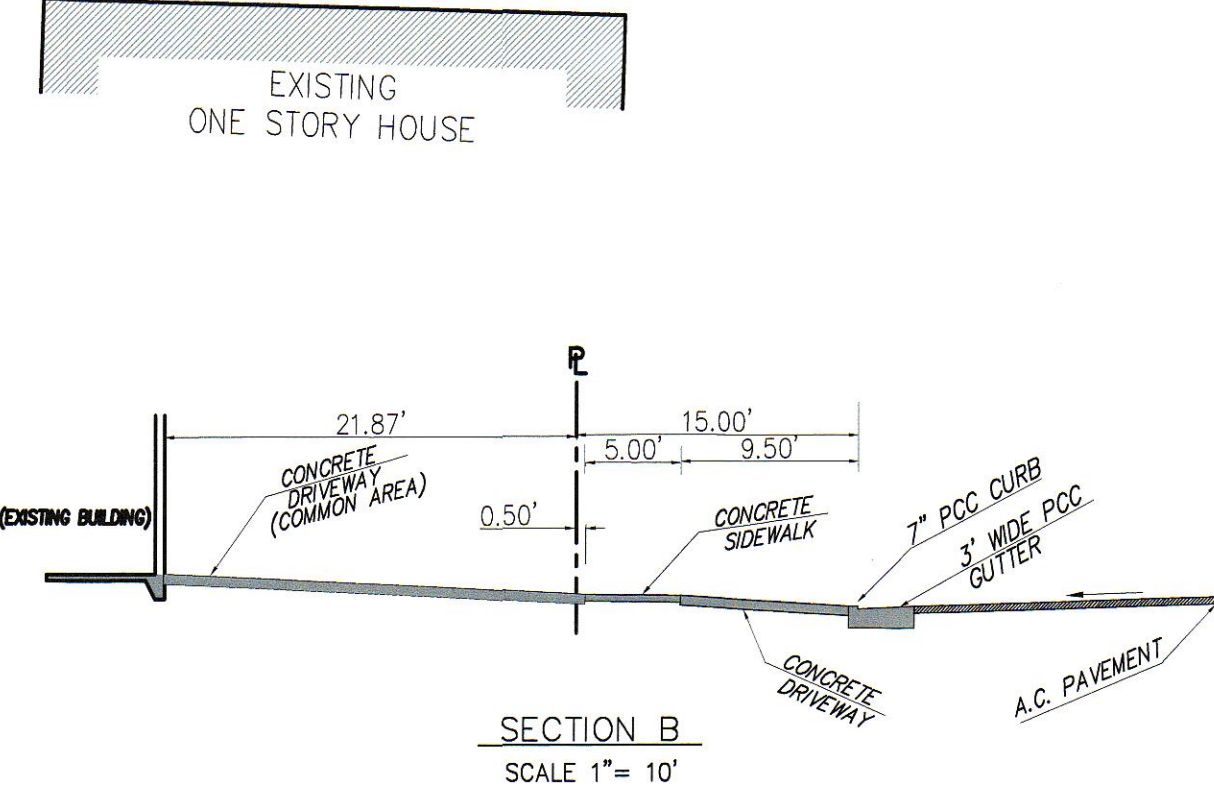 EXISTING
ONE STORY HOUSE
PL
21.87'
15.00'
5.00'
9.50'
CONCRETE
DRIVEWAY
(COMMON AREA)
(EXISTING BUILDING)
0.50'
CONCRETE
SIDEWALK
7" PCC CURB
3' WIDE PCC
GUTTER
CONCRETE
DRIVEWAY
A.C. PAVEMENT
SECTION B
SCALE 1"= 10'